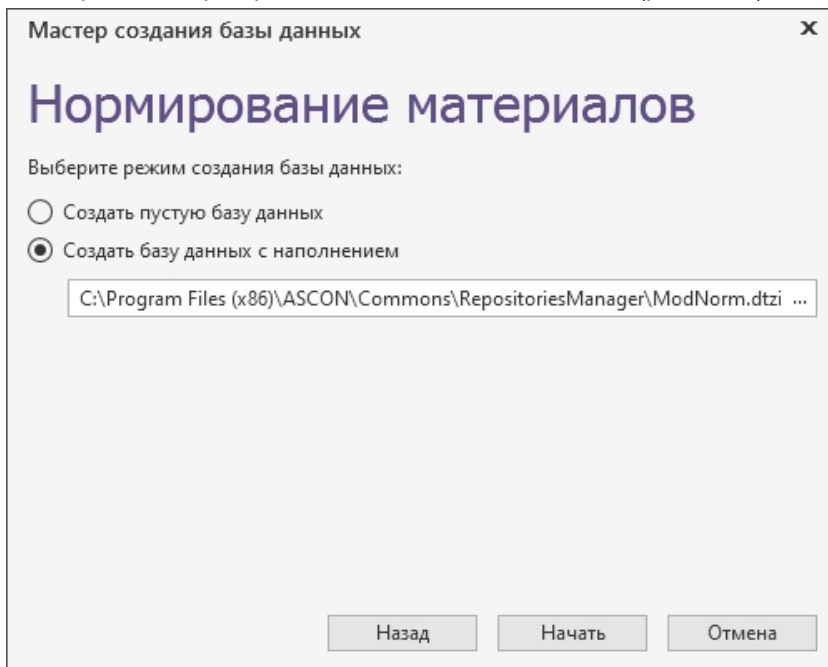 Мастер создания базы данных x
Нормирование материалов
Выберите режим создания базы данных:
Создать пустую базу данных
Создать базу данных с наполнением
C:\Program Files (x86)\ASCON\Commons\RepositoriesManager\ModNorm.dtzi ...
Назад Начать Отмена